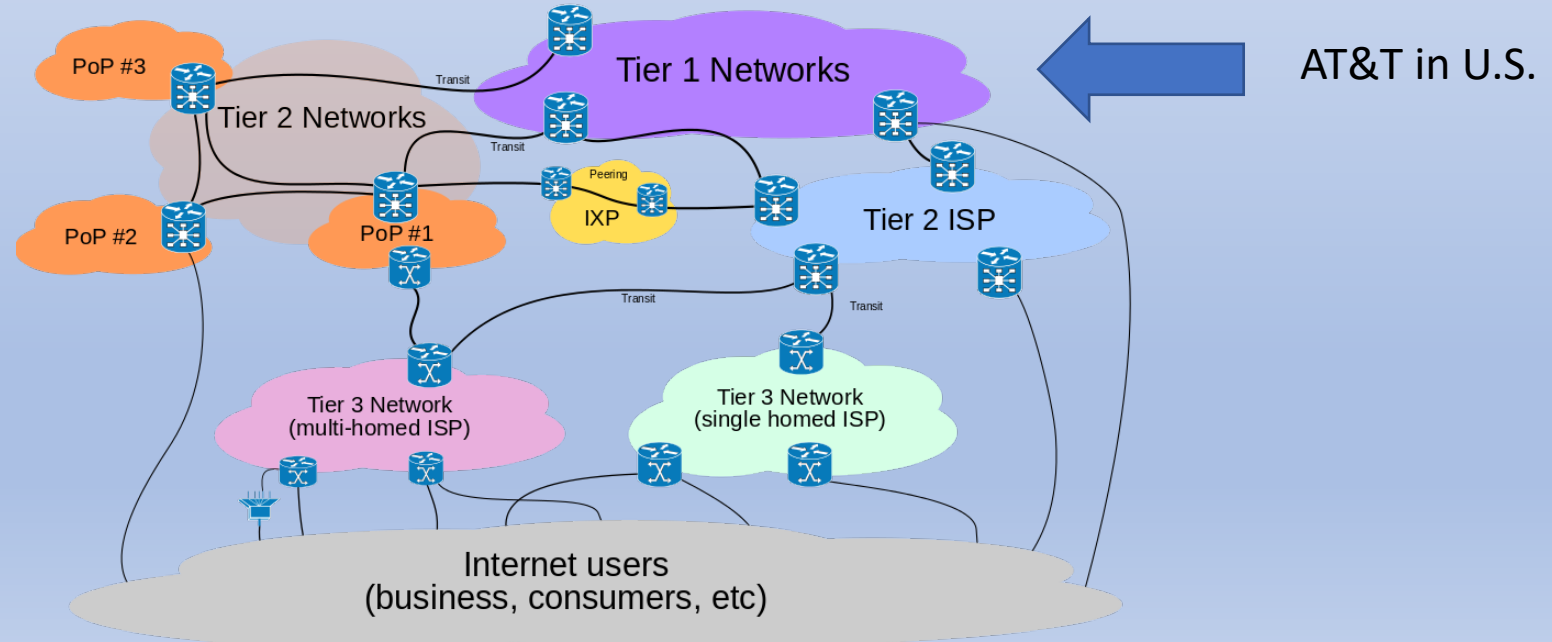 AT&T in U.S.
PoP #3
Tier 1 Networks
Transit
Tier 2 Networks
Transit
Peering
IXP
Tier 2 ISP
PoP #2
PoP #1
Transit
Transit
Tier 3 Network
(multi-homed ISP)
Tier 3 Network
(single homed ISP)
Internet users
(business, consumers, etc)